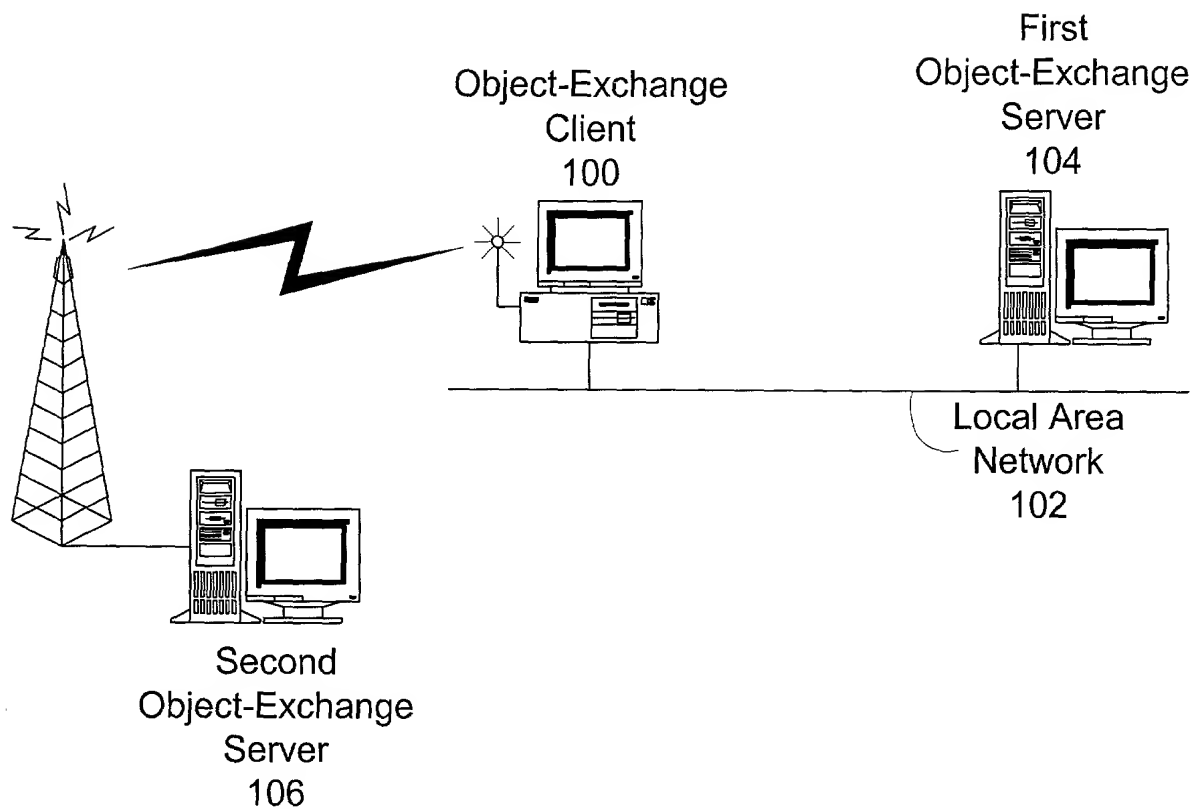 First
Object-Exchange
Server
104
Object-Exchange
Client
100
Local Area
Network
102
Second
Object-Exchange
Server
106